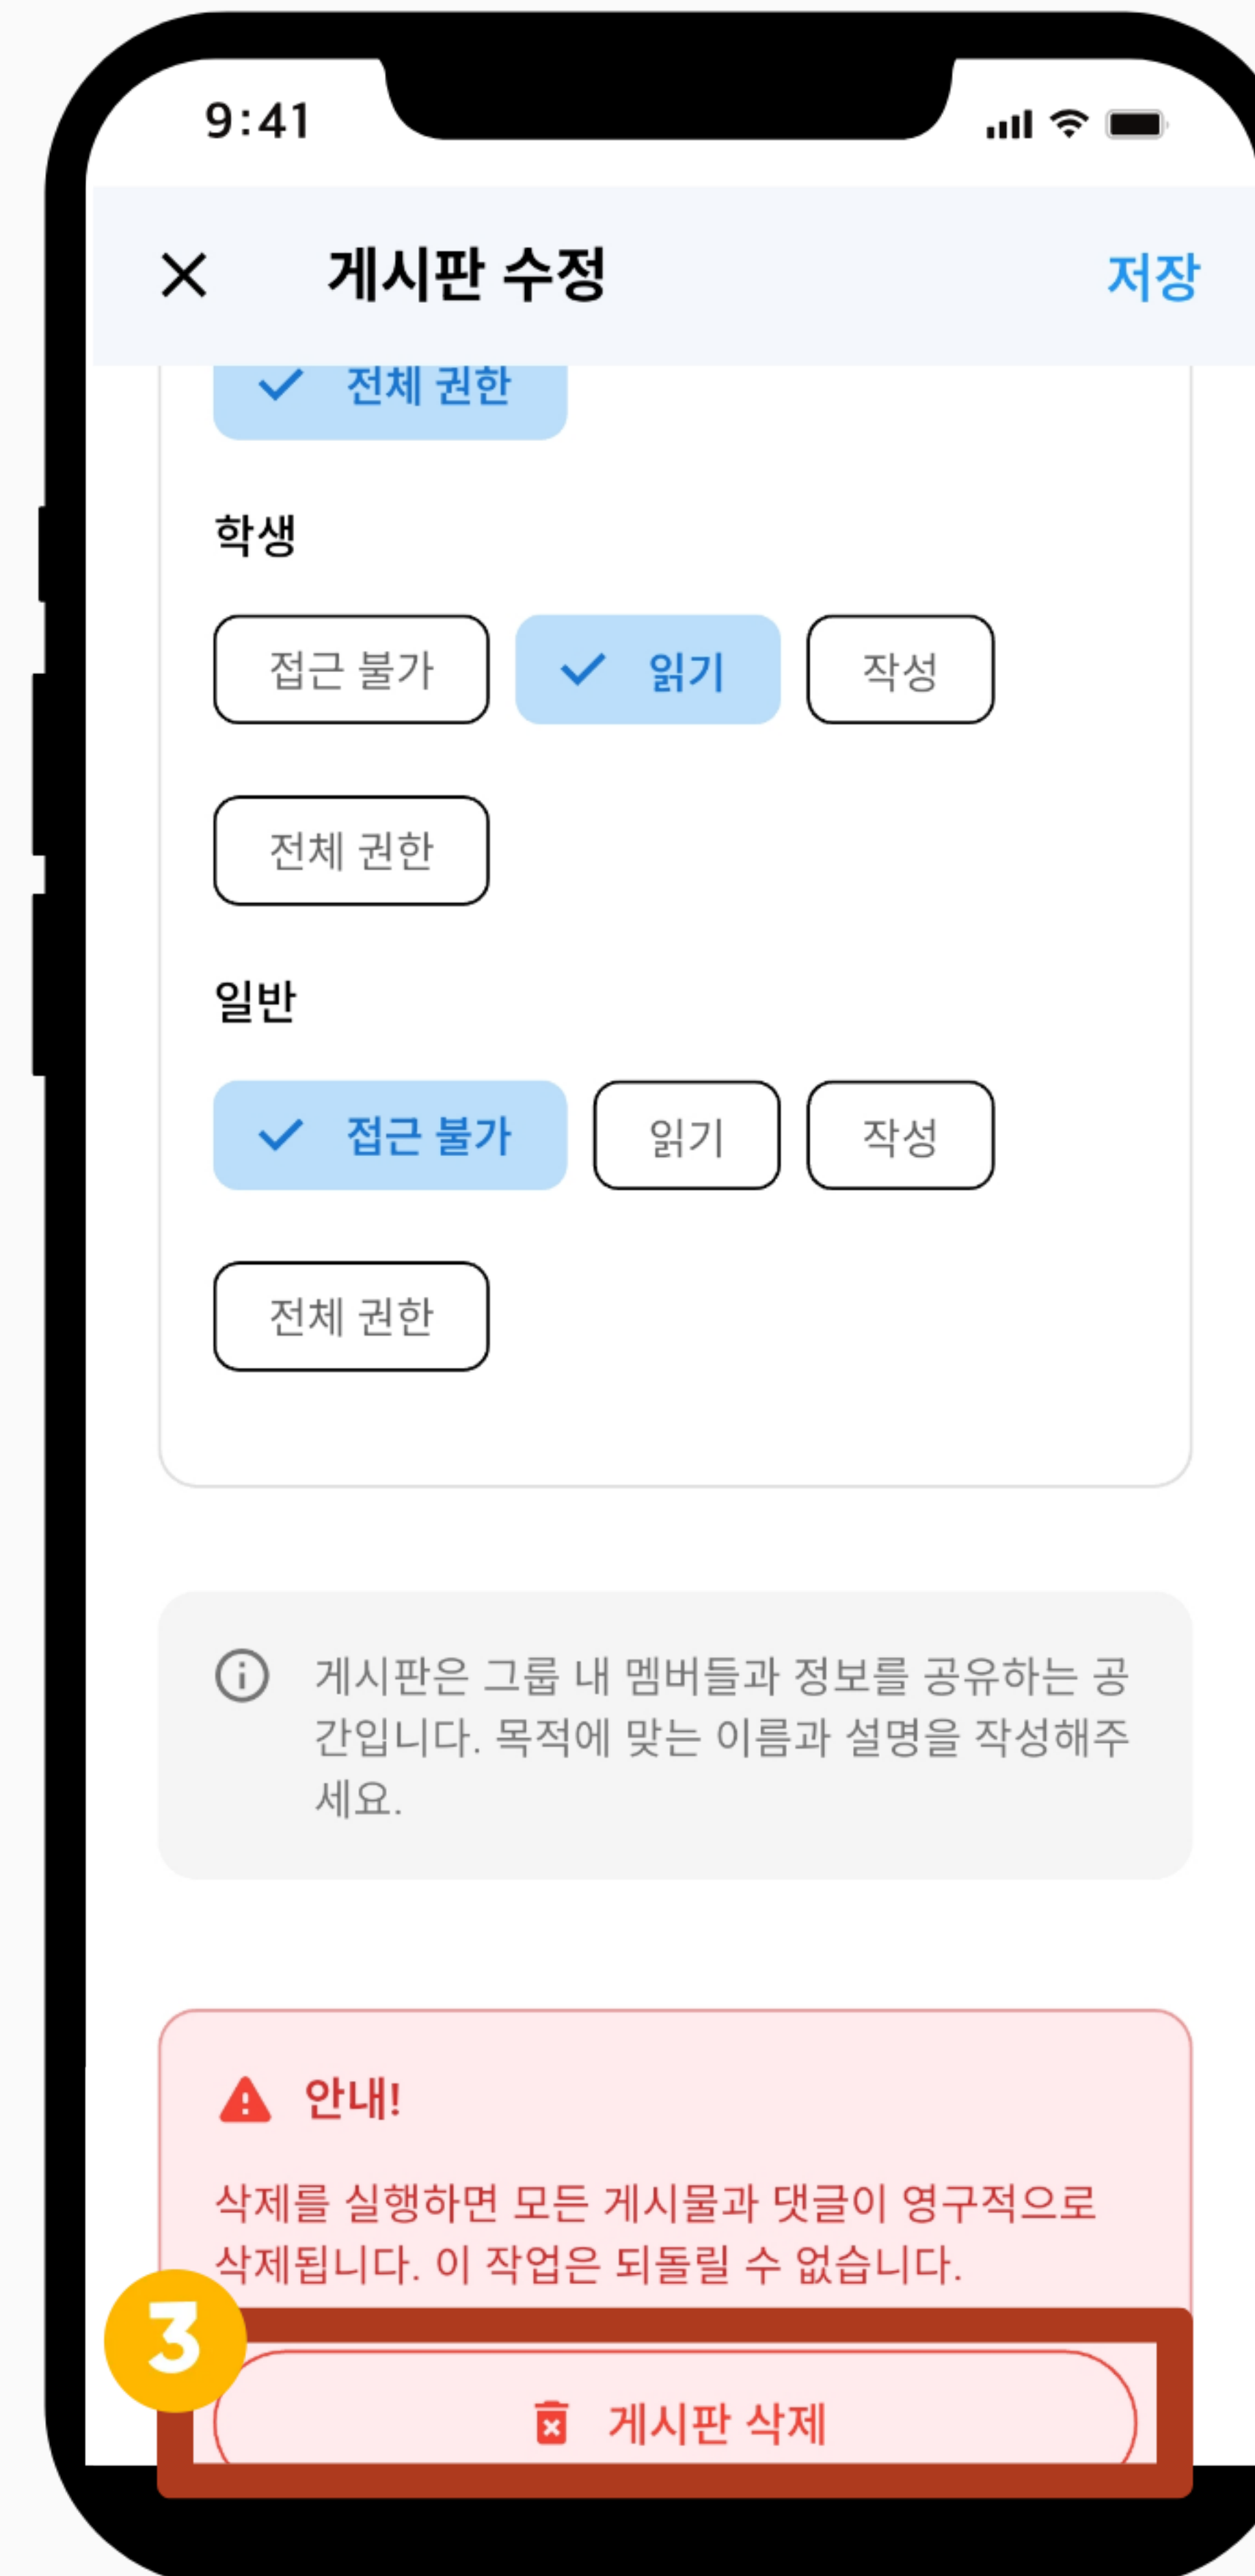 9:41
게시판 수정
저장
전체 권한
학생
접근 불가
읽기
작성
전체 권한
일반
접근 불가
읽기
작성
전체 권한
게시판은 그룹 내 멤버들과 정보를 공유하는 공
간입니다. 목적에 맞는 이름과 설명을 작성해주
세요.
안내!
삭제를 실행하면 모든 게시물과 댓글이 영구적으로
삭제됩니다. 이 작업은 되돌릴 수 없습니다.
3
게시판 삭제